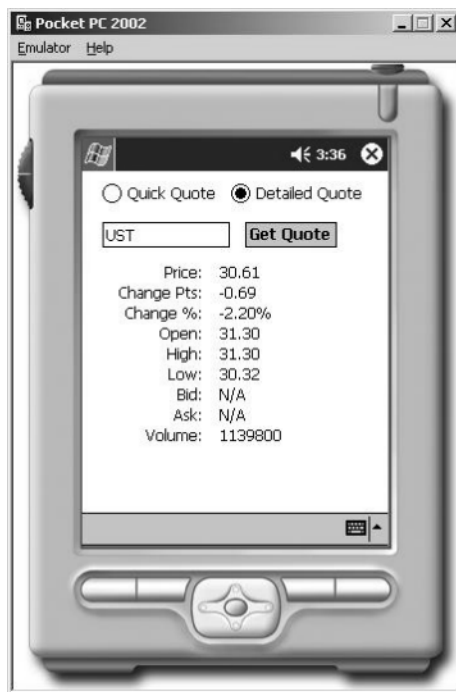 Pocket PC 2002
Emulator Help
3:36
Quick Quote Detailed Quote
UST Get Quote
Price: 30.61
Change Pts: -0.69
Change %: -2.20%
Open: 31.30
High: 31.30
Low: 30.32
Bid: N/A
Ask: N/A
Volume: 1139800